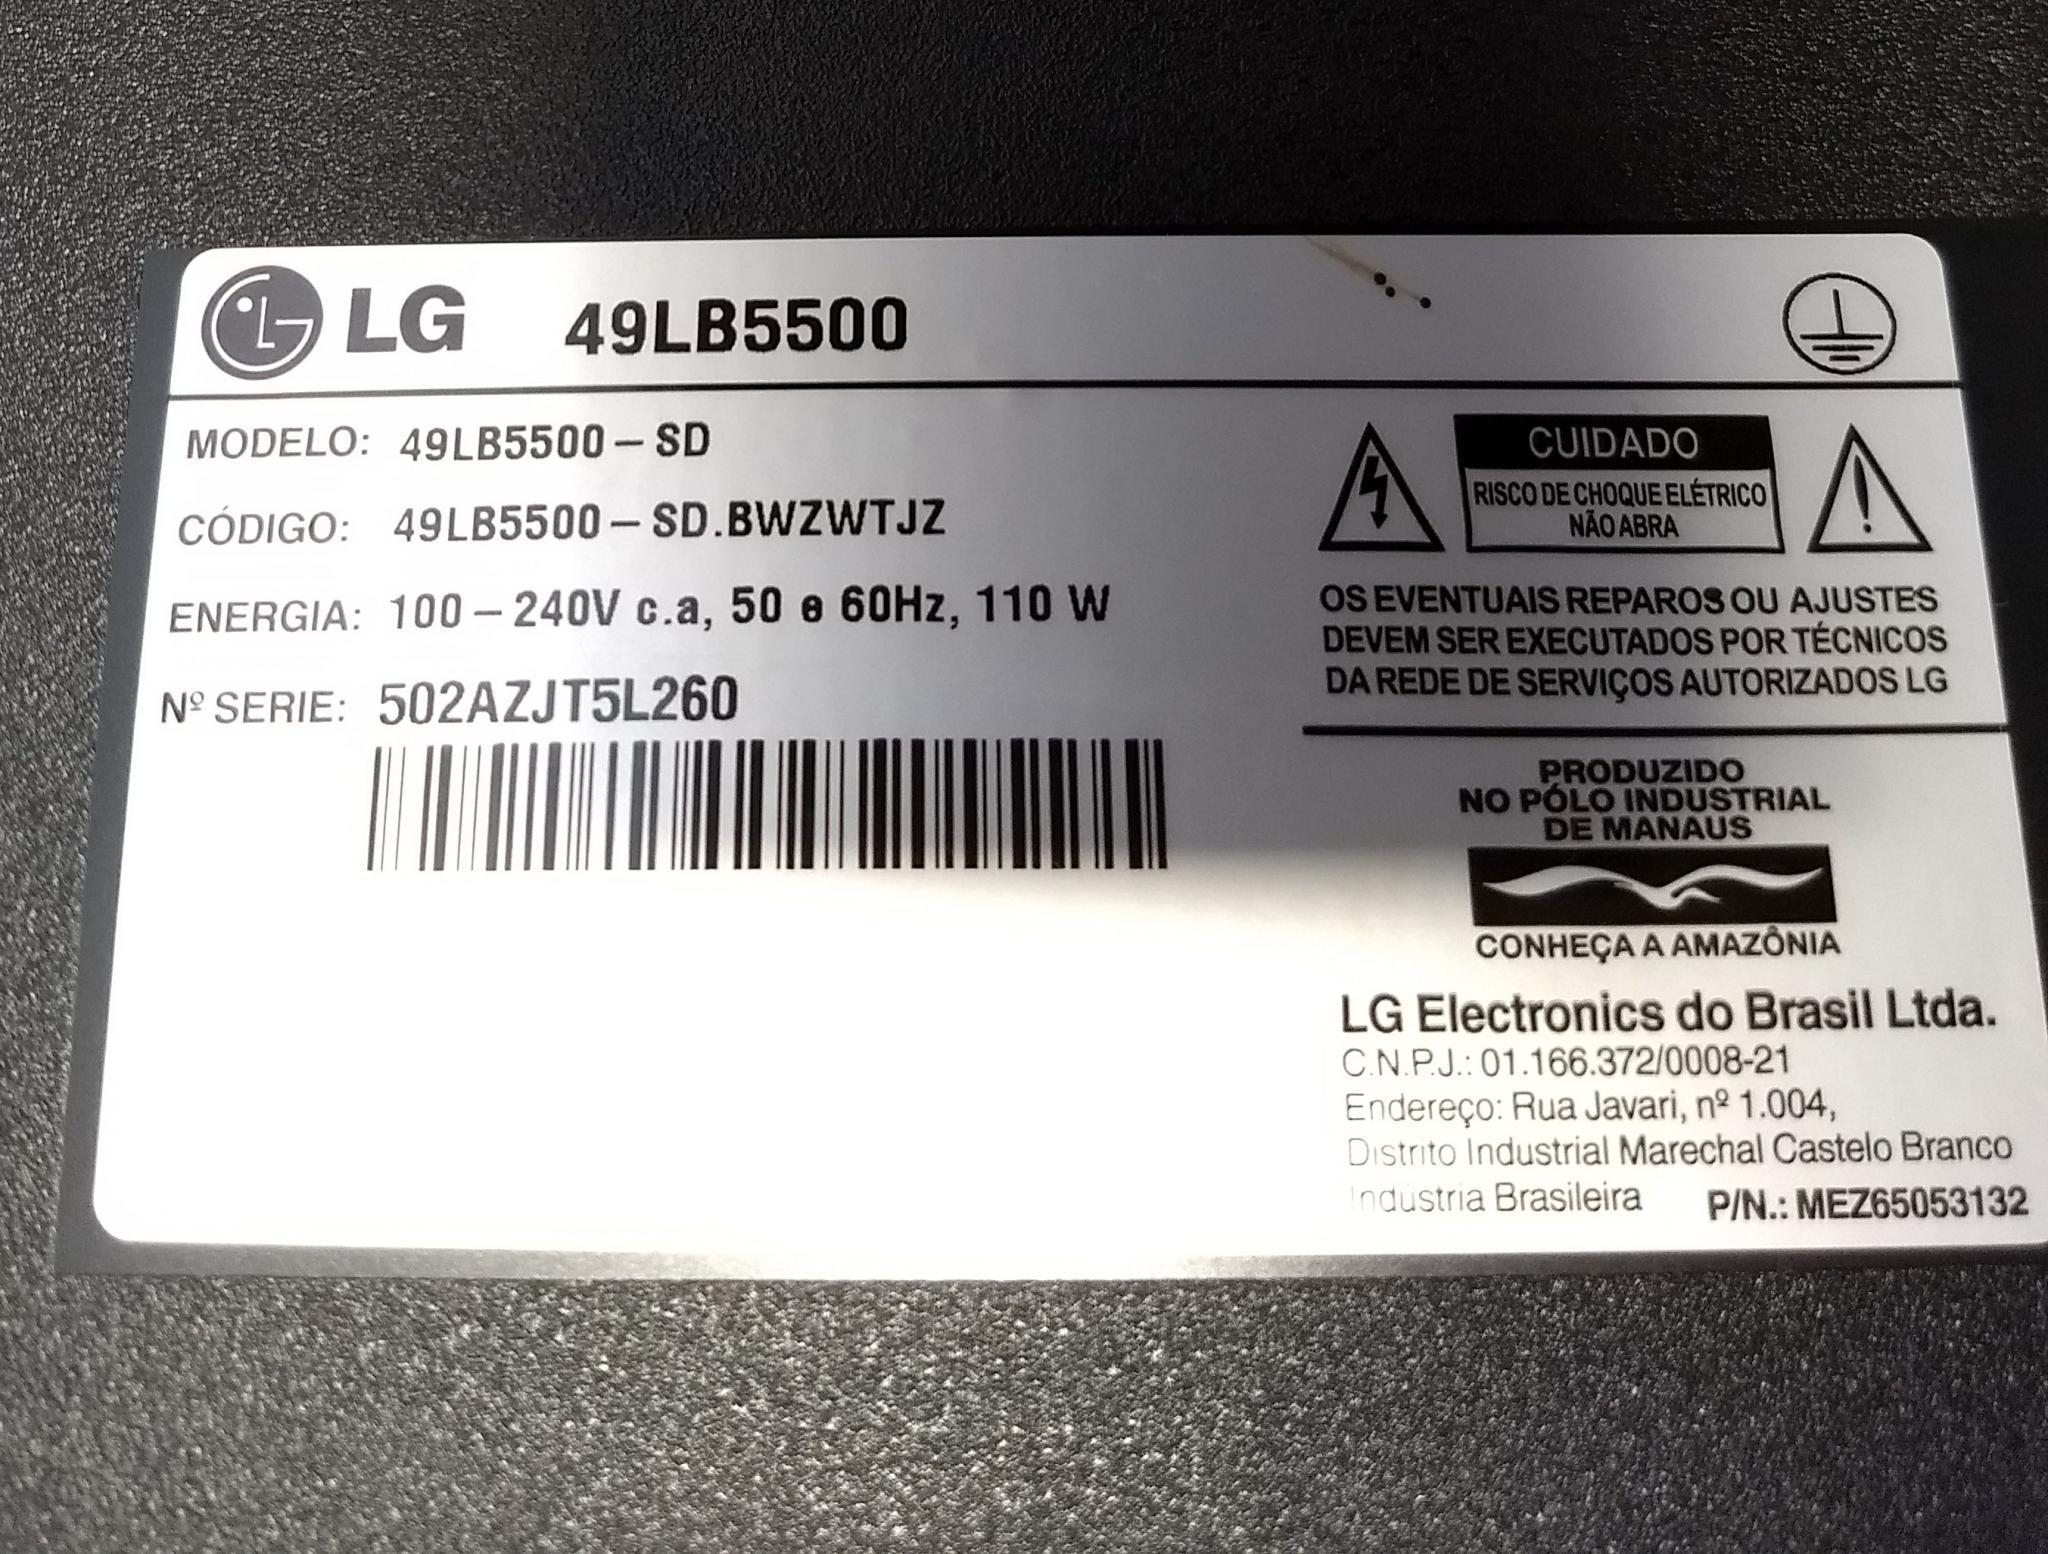 LG 49LB5500
MODELO: 49LB5500-SD
CÓDIGO: 49LB5500-SD.BWZWTJZ
ENERGIA: 100-240V c.a, 50 e 60Hz, 110 W
Nº SERIE: 502AZJT5L260
CUIDADO
RISCO DE CHOQUE ELÉTRICO
NÃO ABRA
OS EVENTUAIS REPAROS OU AJUSTES
DEVEM SER EXECUTADOS POR TÉCNICOS
DA REDE DE SERVIÇOS AUTORIZADOS LG
PRODUZIDO
NO PÓLO INDUSTRIAL
DE MANAUS
CONHEÇA A AMAZÔNIA
LG Electronics do Brasil Ltda.
C.N.P.J.: 01.166.372/0008-21
Endereço: Rua Javari, nº 1.004,
Distrito Industrial Marechal Castelo Branco
Indústria Brasileira P/N.: MEZ65053132